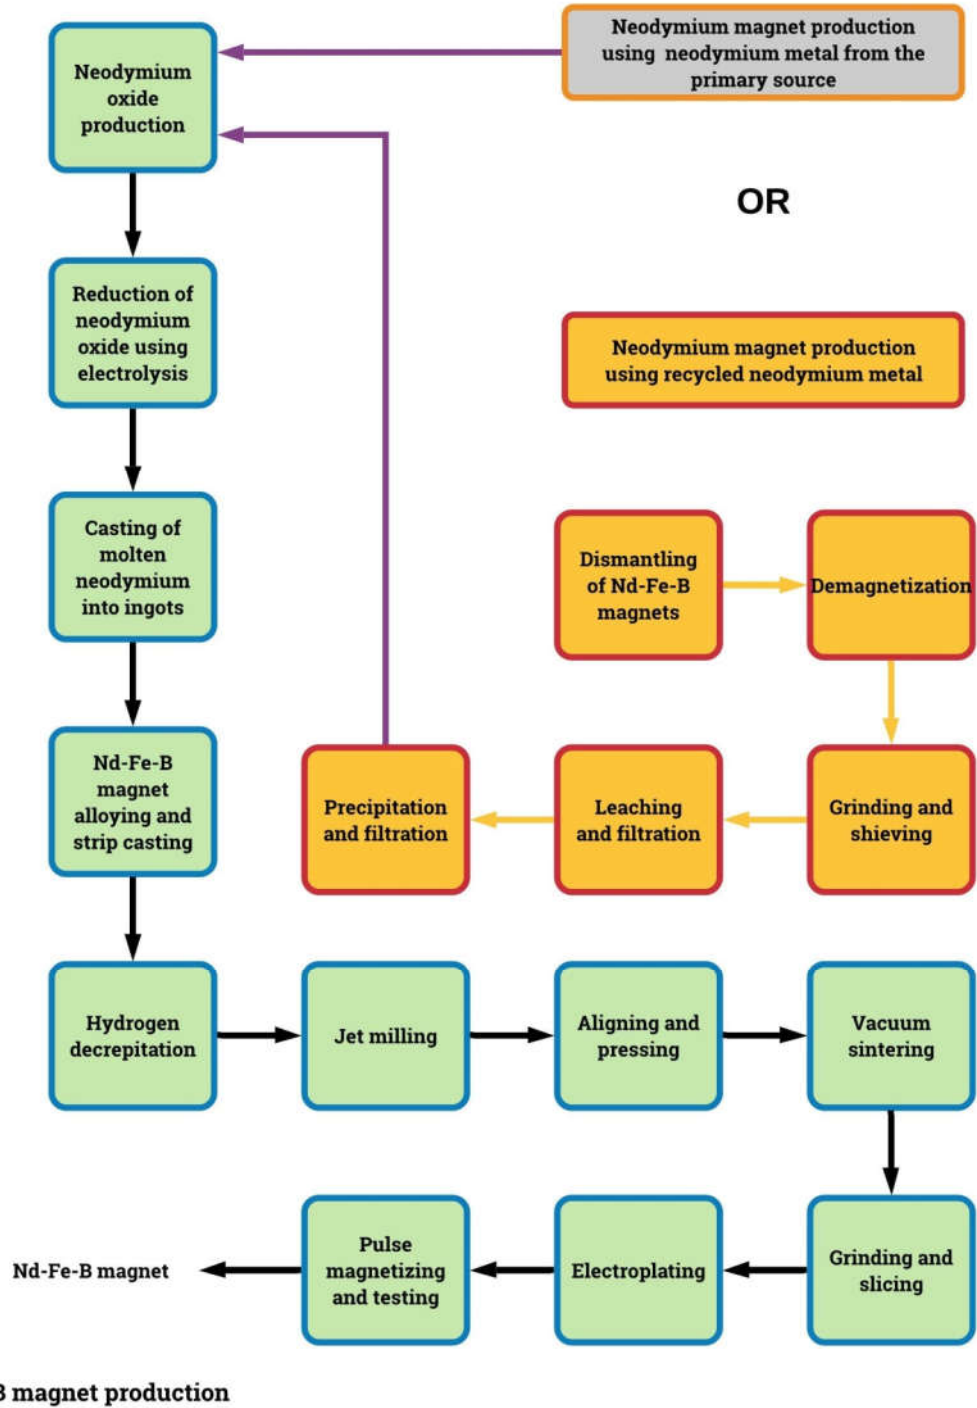 Neodymium
oxide
production
Neodymium magnet production
using neodymium metal from the
primary source
OR
Reduction of
neodymium
oxide using
electrolysis
Neodymium magnet production
using recycled neodymium metal
Casting of
molten
neodymium
into ingots
Dismantling
of Nd-Fe-B
magnets
Demagnetization
Nd-Fe-B
magnet
alloying and
strip casting
Precipitation
and filtration
Leaching
and filtration
Grinding and
shieving
Hydrogen
decrepitation
Jet milling
Aligning and
pressing
Vacuum
sintering
Nd-Fe-B magnet
Pulse
magnetizing
and testing
Electroplating
Grinding and
slicing
B magnet production